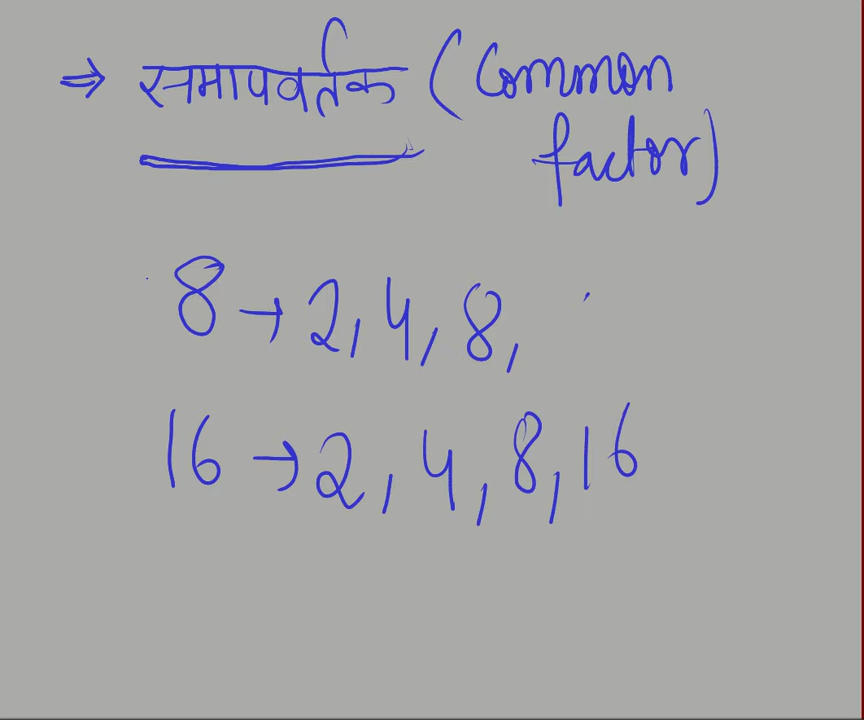 ⇒ समापवर्तक (Common
factor)
8 → 2, 4, 8,
16 → 2, 4, 8, 16